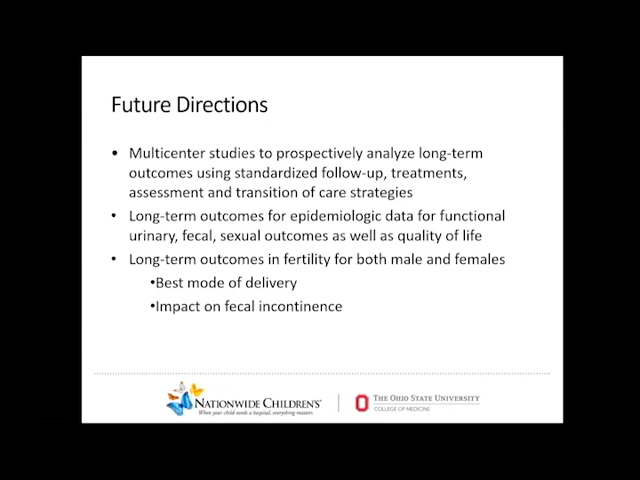 Future Directions
• Multicenter studies to prospectively analyze long-term
outcomes using standardized follow-up, treatments,
assessment and transition of care strategies
• Long-term outcomes for epidemiologic data for functional
urinary, fecal, sexual outcomes as well as quality of life
• Long-term outcomes in fertility for both male and females
•Best mode of delivery
•Impact on fecal incontinence
NATIONWIDE CHILDREN'S
When your child needs a hospital, everything matters.
THE OHIO STATE UNIVERSITY
COLLEGE OF MEDICINE